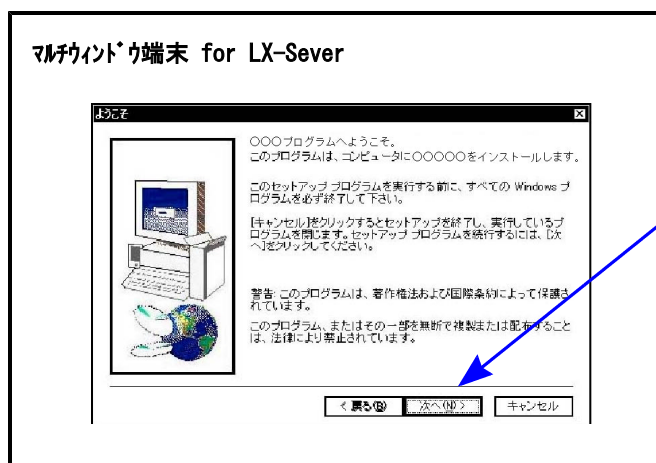 マルチウィンドウ端末 for LX-Sever
ようこそ
○○○プログラムへようこそ。
このプログラムは、コンピュータに○○○○○をインストールします。
このセットアップ プログラムを実行する前に、すべての Windows プ
ログラムを必ず終了して下さい。
[キャンセル]をクリックするとセットアップを終了し、実行しているプ
ログラムを閉じます。セットアップ プログラムを続行するには、[次
へ]をクリックしてください。
警告: このプログラムは、著作権法および国際条約によって保護さ
れています。
このプログラム、またはその一部を無断で複製または配布すること
は、法律により禁止されています。
< 戻る(B) 次へ(N) > キャンセル